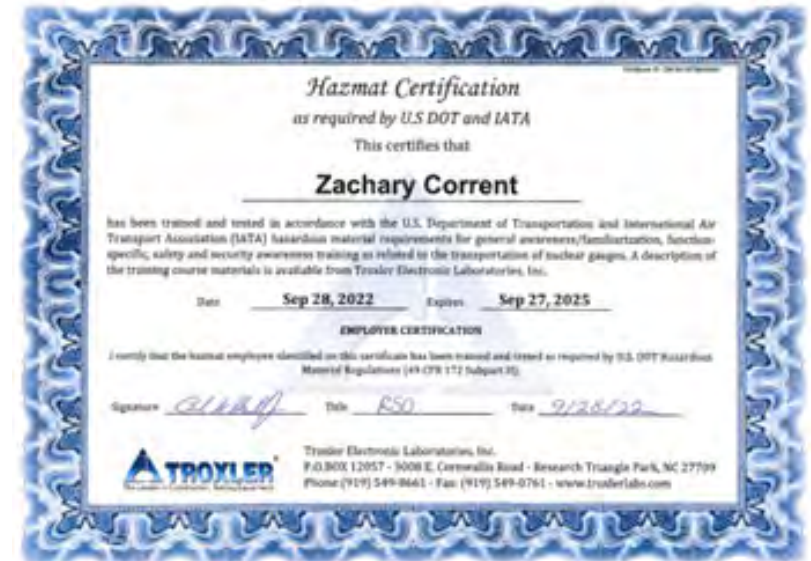 Hazmat Certification
as required by U.S DOT and IATA
This certifies that
Zachary Corrent
has been trained and tested in accordance with the U.S. Department of Transportation and International Air
Transport Association (IATA) hazardous material requirements for general awareness/familiarization, function-
specific, safety and security awareness training as related to the transportation of nuclear gauges. A description of
the training course materials is available from Troxler Electronic Laboratories, Inc.
Date Sep 28, 2022 Expires Sep 27, 2025
EMPLOYER CERTIFICATION
I certify that the hazmat employee identified on this certificate has been trained and tested as required by U.S. DOT Hazardous
Material Regulations (49 CFR 172 Subpart H).
Signature Title RSO Date 9/28/22
TROXLER
Troxler Electronic Laboratories, Inc.
P.O.BOX 12057 - 3008 E. Cornwallis Road - Research Triangle Park, NC 27709
Phone (919) 549-8661 - Fax: (919) 549-0761 - www.troxlerlabs.com